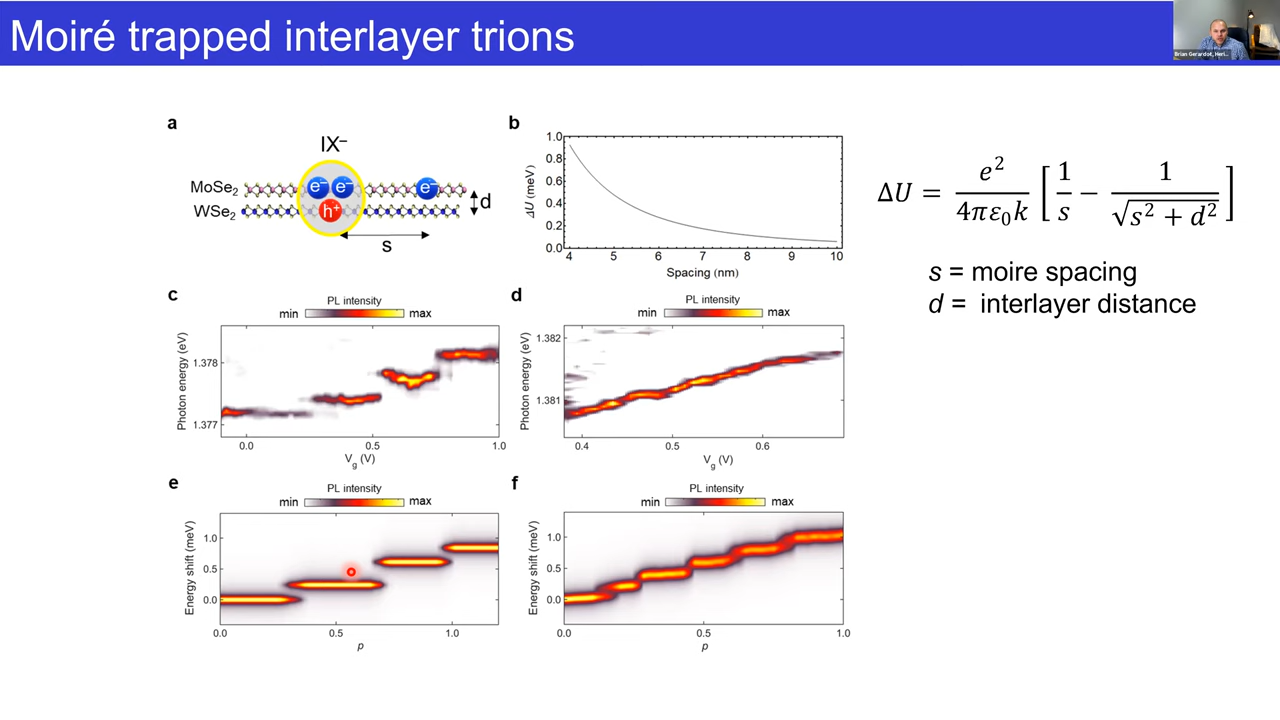 Moiré trapped interlayer trions
Brian Gerardot, Heri...
a
IX⁻
MoSe₂
WSe₂
e⁻ e⁻ e⁻
h⁺
d
s
b
ΔU (meV)
1.0
0.8
0.6
0.4
0.2
0.0
4 5 6 7 8 9 10
Spacing (nm)
ΔU = e² / 4πε₀k [ 1/s − 1/√(s² + d²) ]
s = moire spacing
d = interlayer distance
c
PL intensity
min max
Photon energy (eV)
1.378
1.377
0.0 0.5 1.0
V_g (V)
d
PL intensity
min max
Photon energy (eV)
1.382
1.381
0.4 0.5 0.6
V_g (V)
e
PL intensity
min max
Energy shift (meV)
1.0
0.5
0.0
0.0 0.5 1.0
p
f
PL intensity
min max
Energy shift (meV)
1.0
0.5
0.0
0.0 0.5 1.0
p